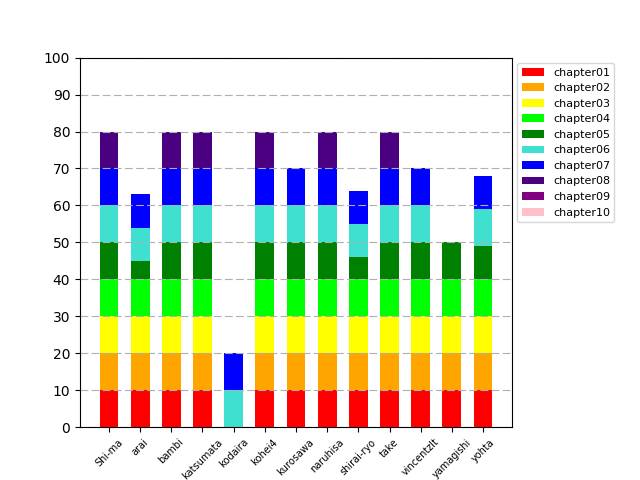 100
90
80
70
60
50
40
30
20
10
0
Shi-ma
arai
bambi
katsumata
kodaira
kohei4
kurosawa
naruhisa
shirai-ryo
take
vincentzlt
yamagishi
yohta
chapter01
chapter02
chapter03
chapter04
chapter05
chapter06
chapter07
chapter08
chapter09
chapter10